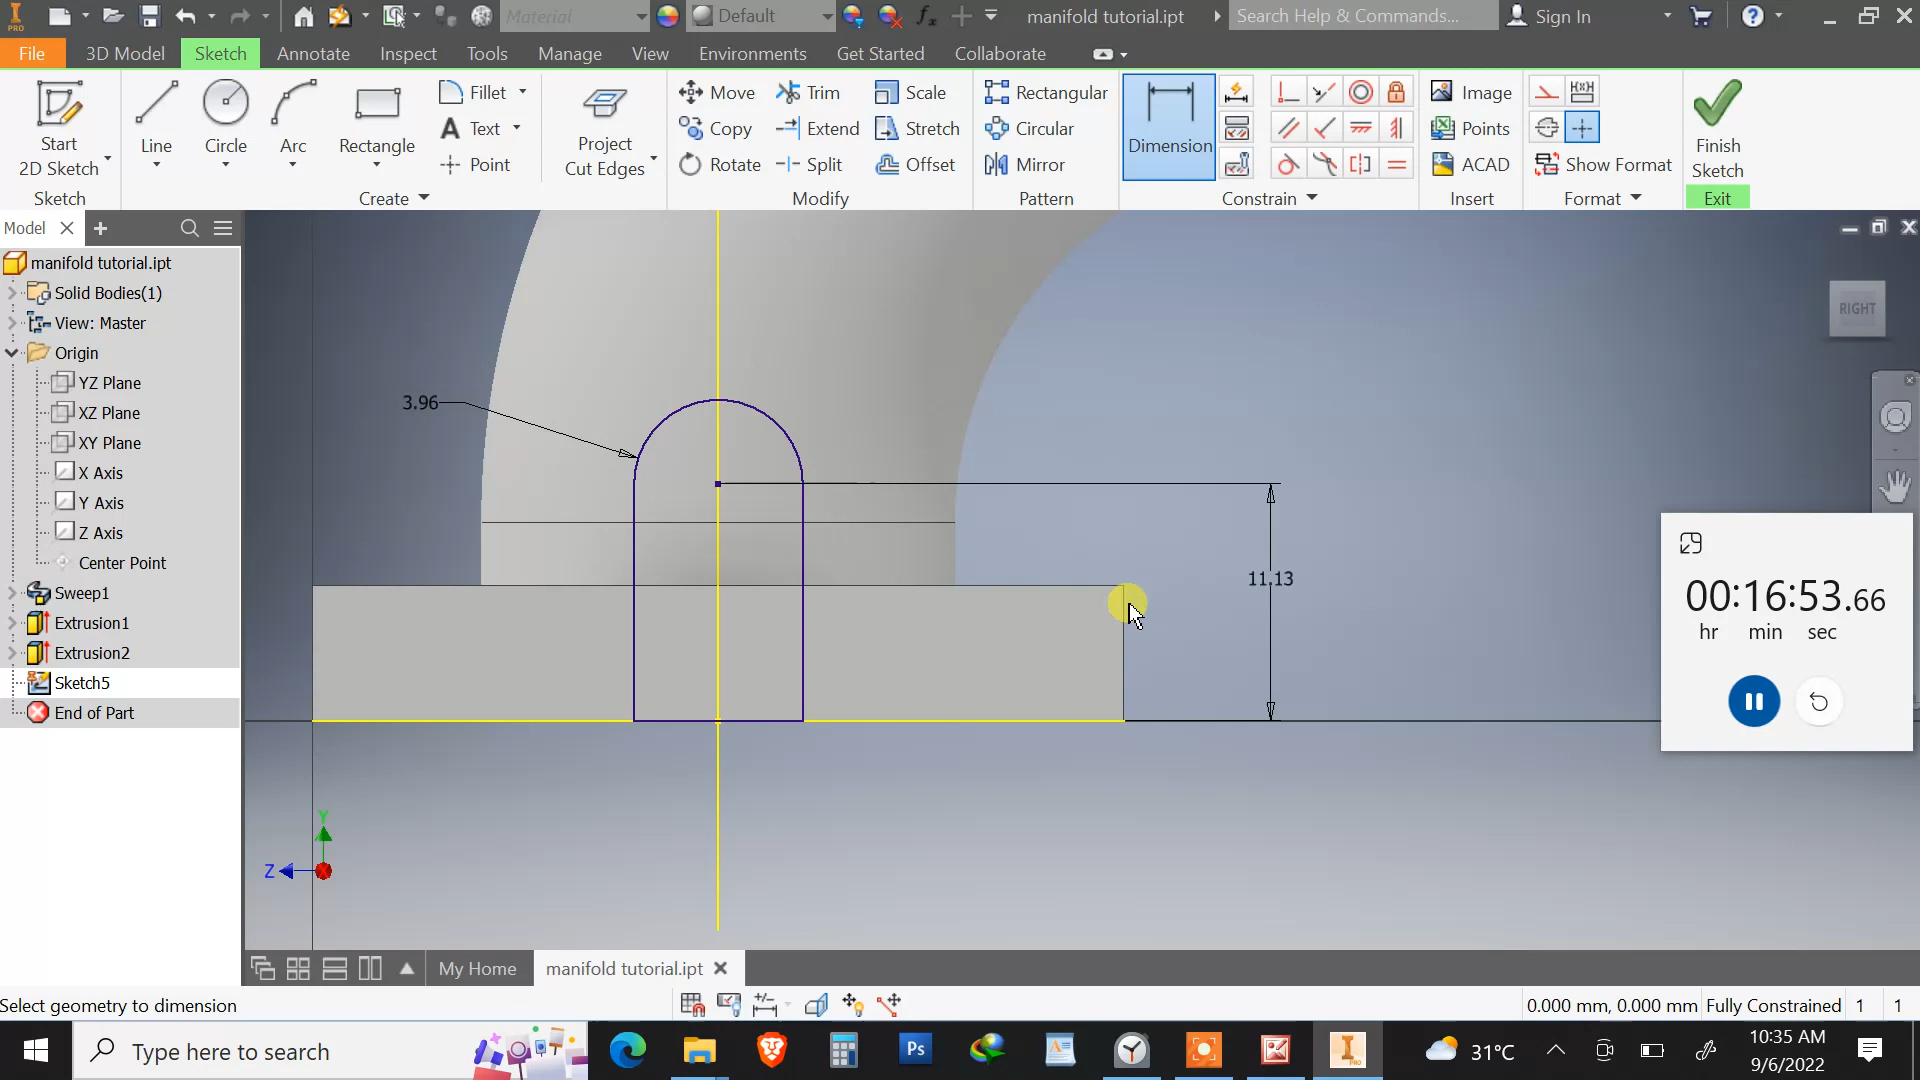 PRO
Material
Default
manifold tutorial.ipt
Search Help & Commands...
Sign In
File
3D Model
Sketch
Annotate
Inspect
Tools
Manage
View
Environments
Get Started
Collaborate
Start
2D Sketch
Line
Circle
Arc
Rectangle
Fillet
Text
Point
Project
Cut Edges
Move
Trim
Scale
Copy
Extend
Stretch
Rotate
Split
Offset
Rectangular
Circular
Mirror
Dimension
Image
Points
ACAD
Show Format
Finish
Sketch
Sketch
Create
Modify
Pattern
Constrain
Insert
Format
Exit
Model
manifold tutorial.ipt
Solid Bodies(1)
View: Master
Origin
YZ Plane
XZ Plane
XY Plane
X Axis
Y Axis
Z Axis
Center Point
Sweep1
Extrusion1
Extrusion2
Sketch5
End of Part
RIGHT
3.96
11.13
Y
Z
00:16:53.66
hr min sec
My Home
manifold tutorial.ipt
Select geometry to dimension
0.000 mm, 0.000 mm
Fully Constrained
1
1
Type here to search
Ps
PRO
31°C
10:35 AM
9/6/2022